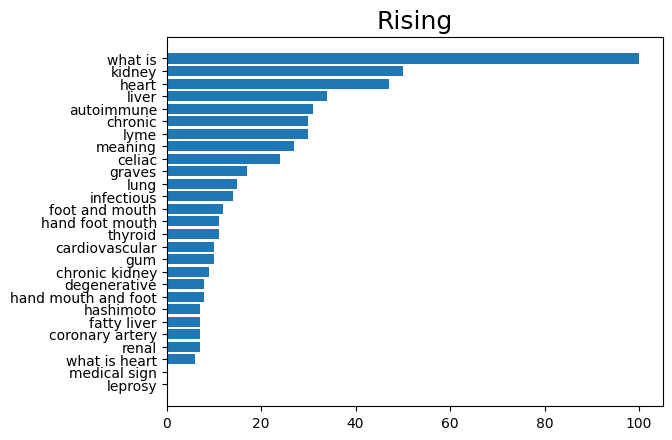 Rising
what is
kidney
heart
liver
autoimmune
chronic
lyme
meaning
celiac
graves
lung
infectious
foot and mouth
hand foot mouth
thyroid
cardiovascular
gum
chronic kidney
degenerative
hand mouth and foot
hashimoto
fatty liver
coronary artery
renal
what is heart
medical sign
leprosy
0 20 40 60 80 100